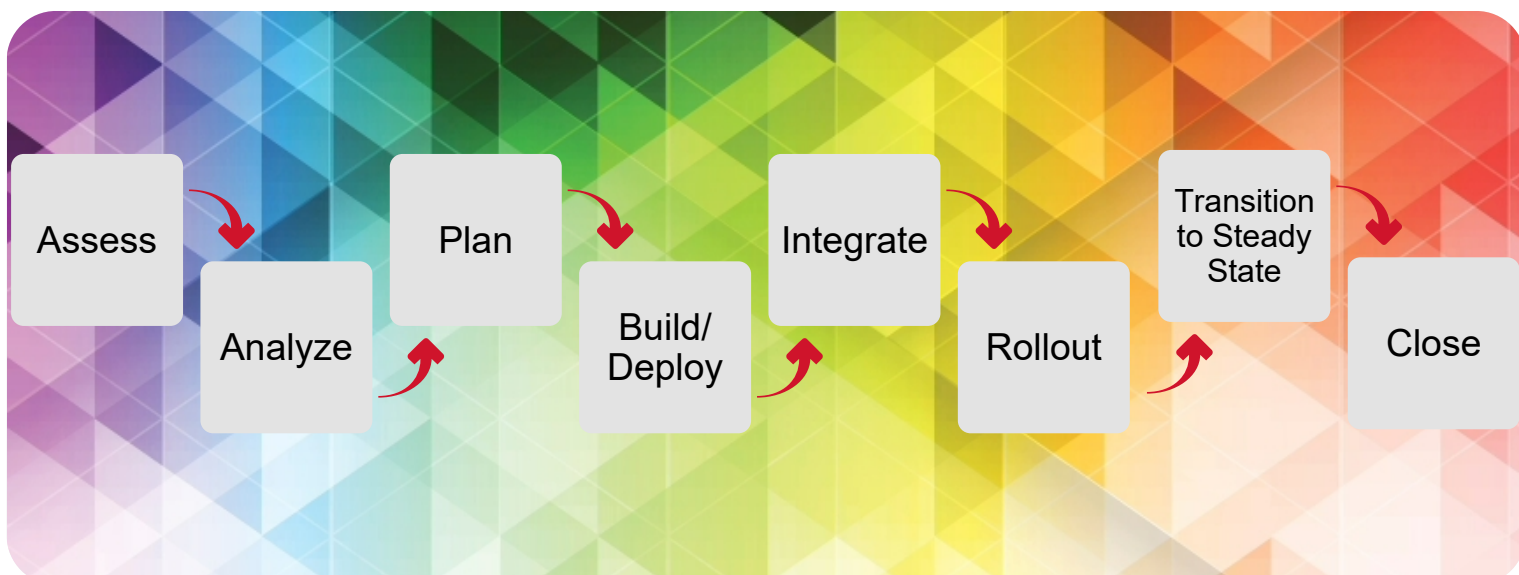 Assess
Analyze
Plan
Build/
Deploy
Integrate
Rollout
Transition
to Steady
State
Close